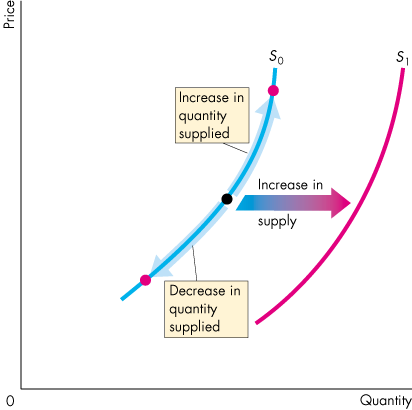 Price
S0
S1
Increase in
quantity
supplied
Increase in
supply
Decrease in
quantity
supplied
0
Quantity